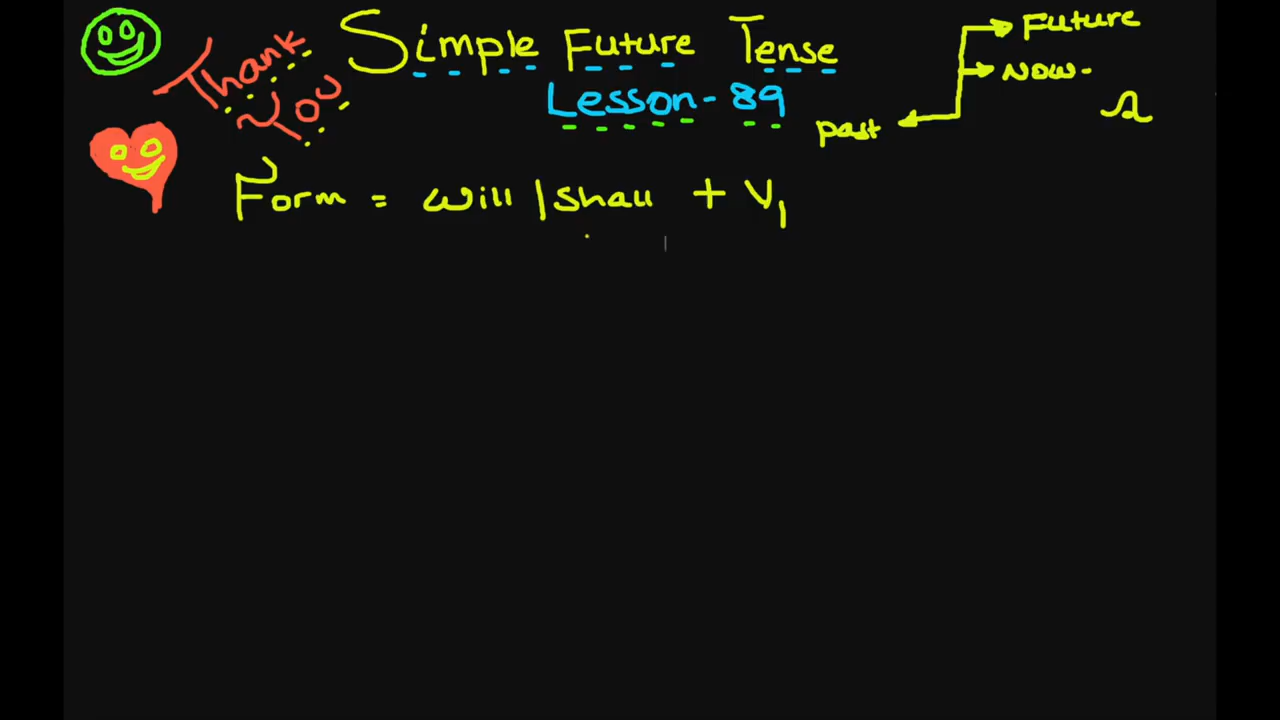 Thank
You
Simple Future Tense
Lesson-89
Future
Now-
past
Form = will | shall + V1